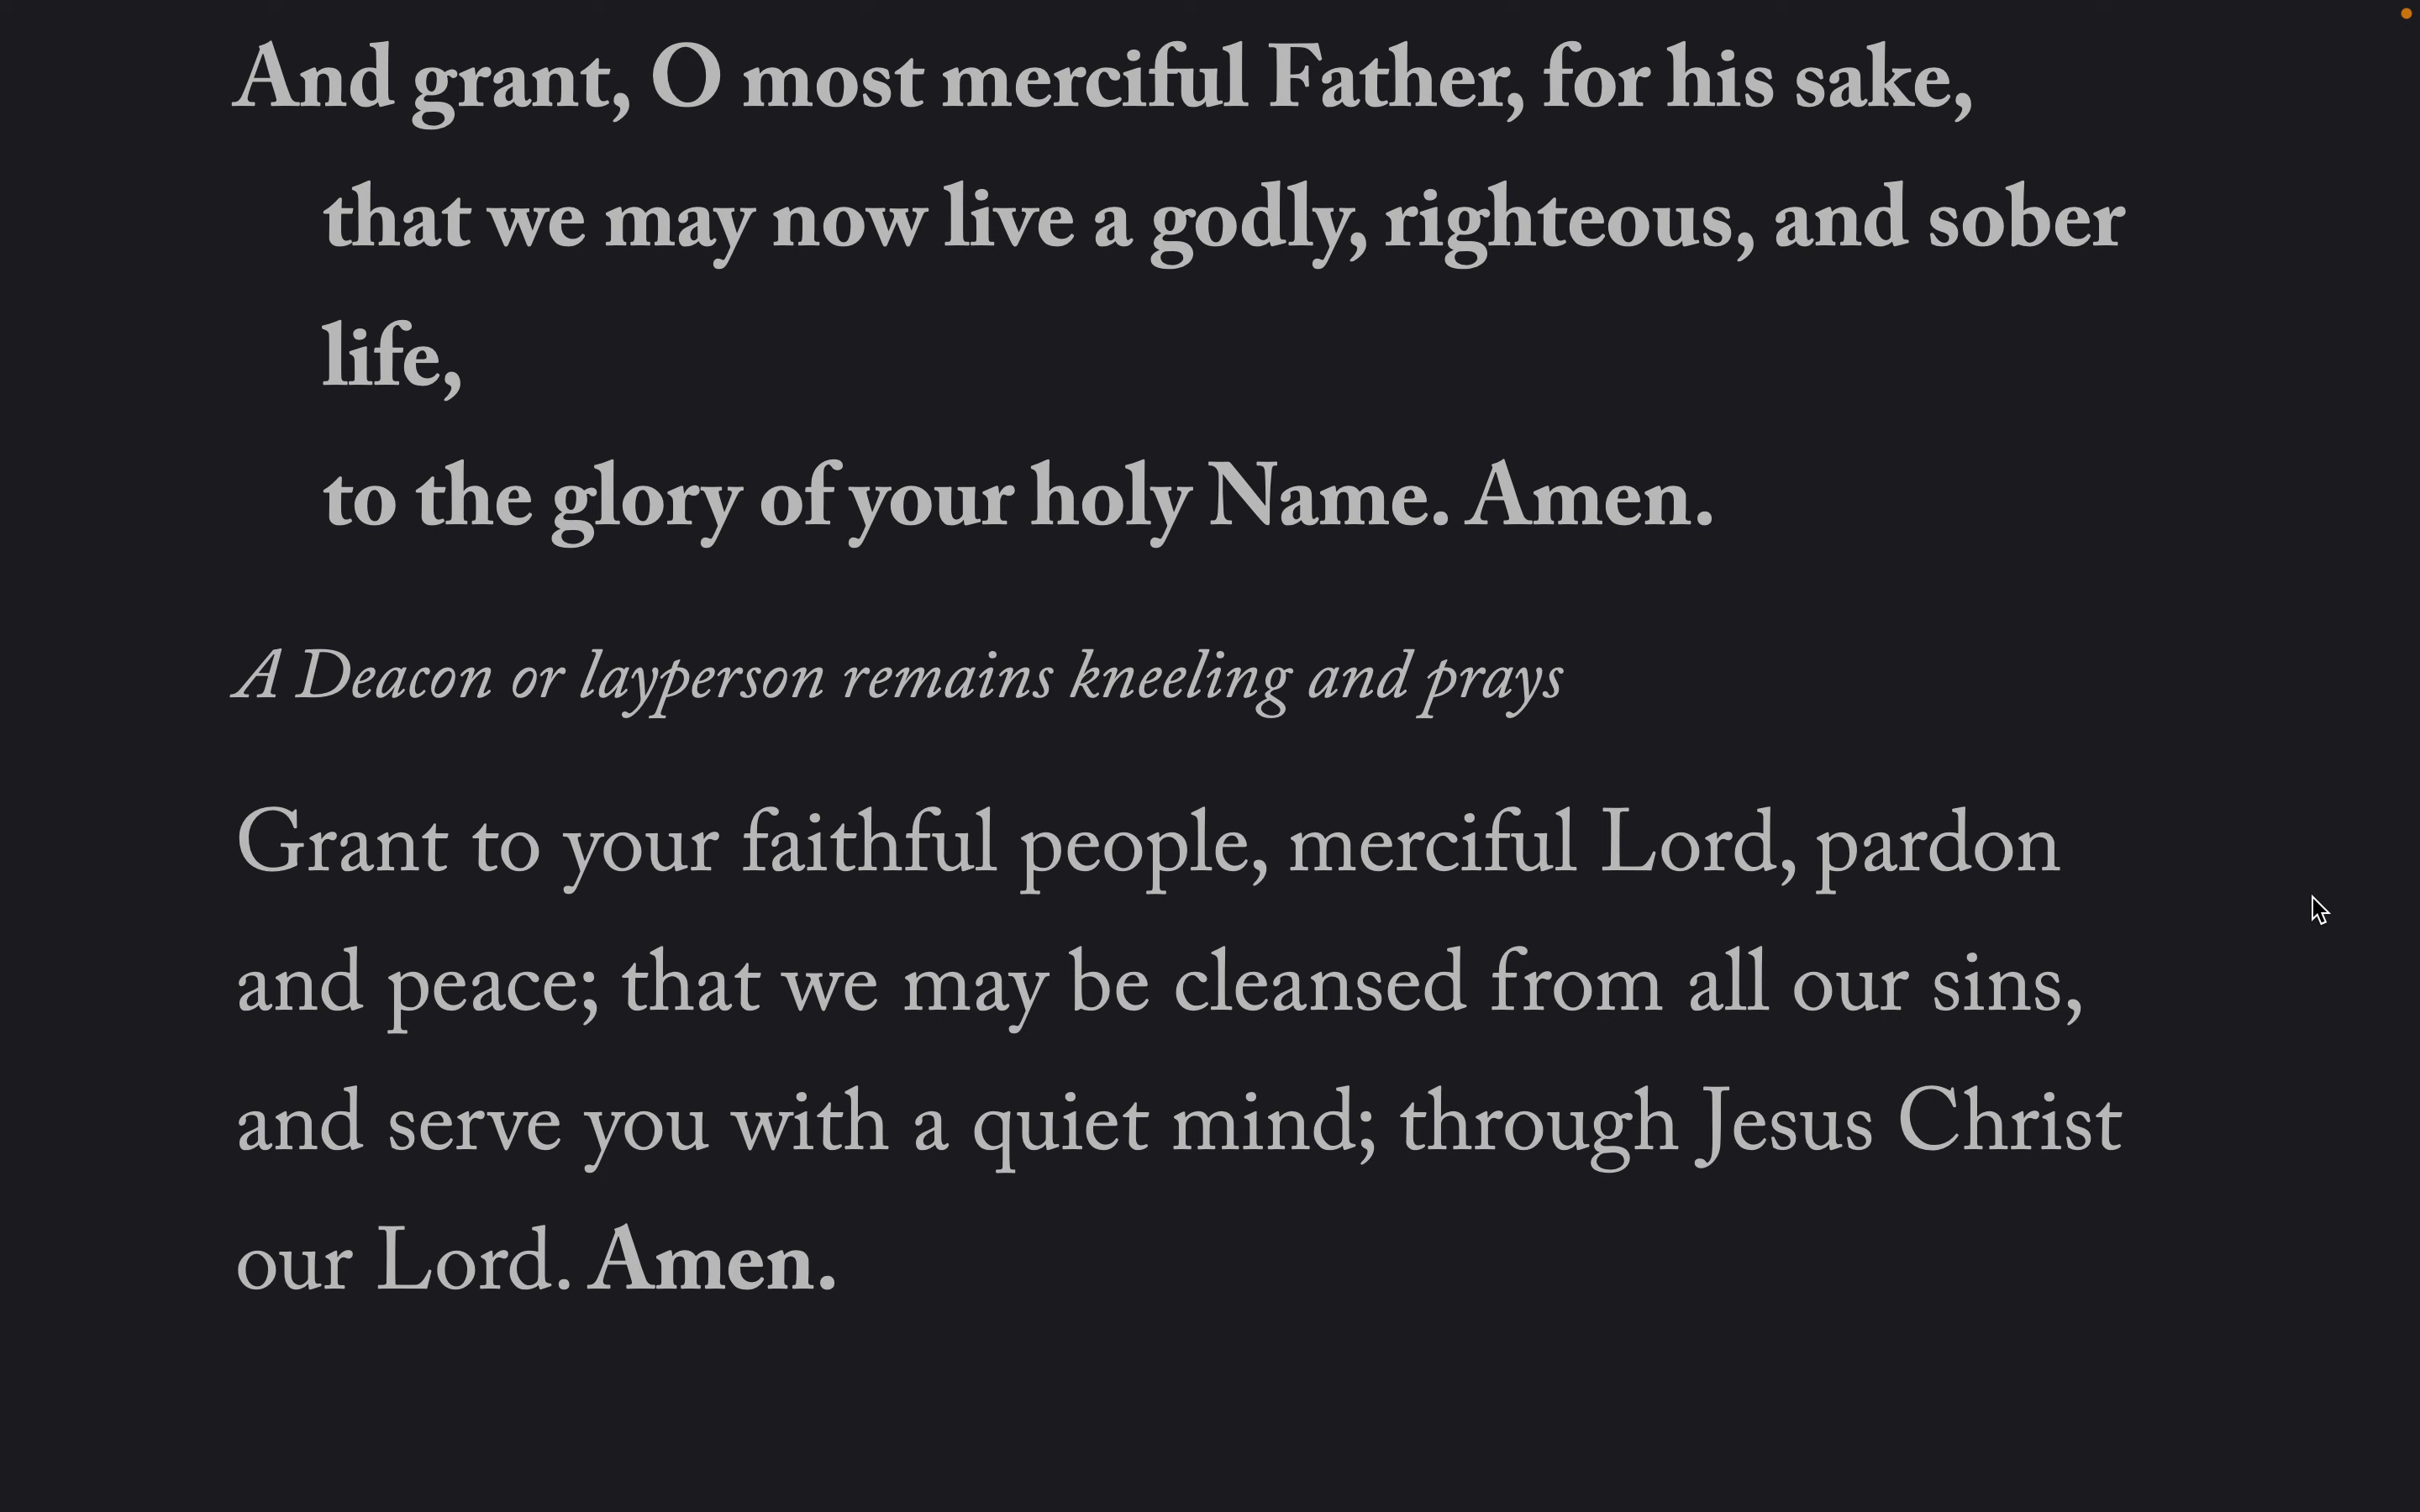 And grant, O most merciful Father, for his sake,
that we may now live a godly, righteous, and sober
life,
to the glory of your holy Name. Amen.
A Deacon or layperson remains kneeling and prays
Grant to your faithful people, merciful Lord, pardon
and peace; that we may be cleansed from all our sins,
and serve you with a quiet mind; through Jesus Christ
our Lord. Amen.